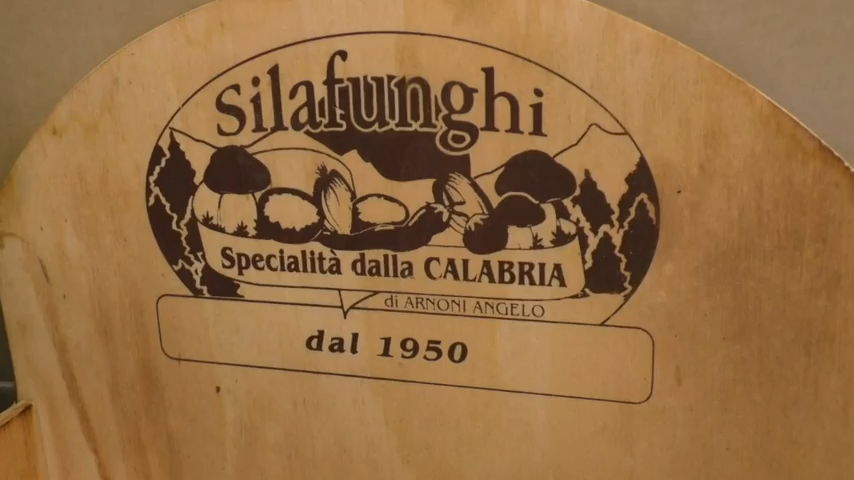 Silafunghi
Specialità dalla CALABRIA
di ARNONI ANGELO
dal 1950